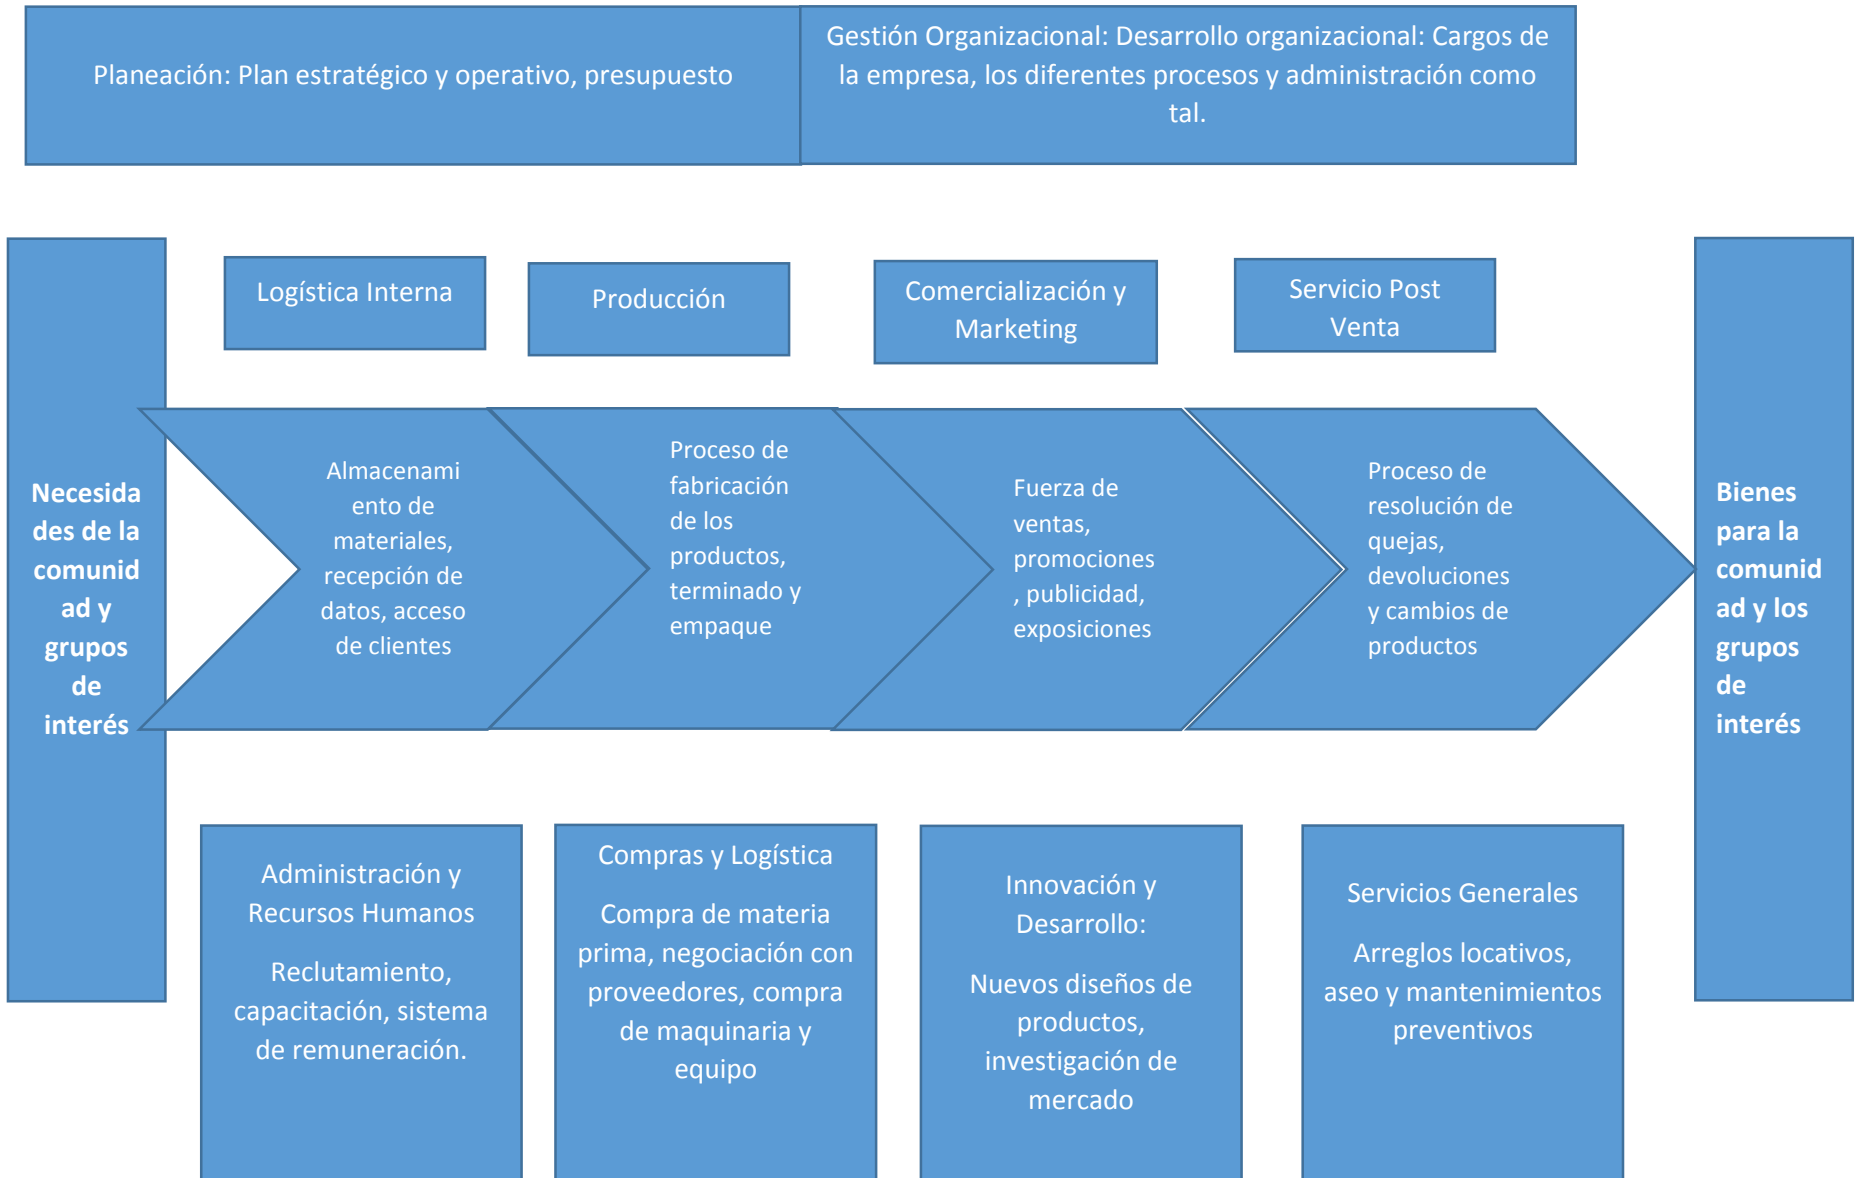 Planeación: Plan estratégico y operativo, presupuesto
Gestión Organizacional: Desarrollo organizacional: Cargos de
la empresa, los diferentes procesos y administración como
tal.
Necesida
des de la
comunid
ad y
grupos
de
interés
Logística Interna
Producción
Comercialización y
Marketing
Servicio Post
Venta
Almacenami
ento de
materiales,
recepción de
datos, acceso
de clientes
Proceso de
fabricación
de los
productos,
terminado y
empaque
Fuerza de
ventas,
promociones
, publicidad,
exposiciones
Proceso de
resolución de
quejas,
devoluciones
y cambios de
productos
Bienes
para la
comunid
ad y los
grupos
de
interés
Administración y
Recursos Humanos
Reclutamiento,
capacitación, sistema
de remuneración.
Compras y Logística
Compra de materia
prima, negociación con
proveedores, compra
de maquinaria y
equipo
Innovación y
Desarrollo:
Nuevos diseños de
productos,
investigación de
mercado
Servicios Generales
Arreglos locativos,
aseo y mantenimientos
preventivos